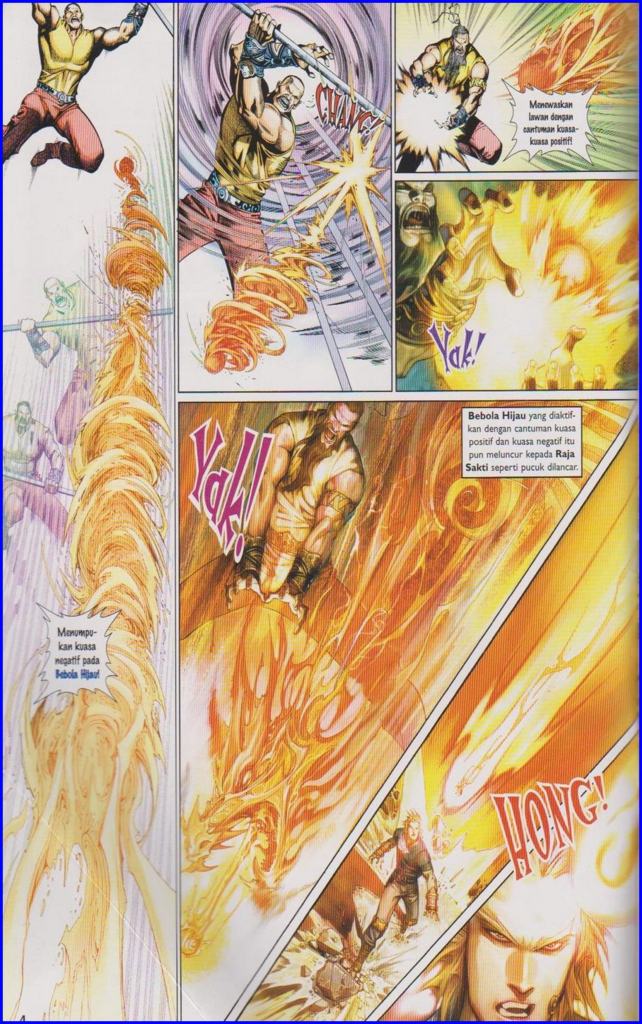 CHANG!
Menewaskan
lawan dengan
cantuman kuasa-
kuasa positif!
Yak!
Menumpu-
kan kuasa
negatif pada
Bebola Hijau!
Yak!
Bebola Hijau yang diaktif-
kan dengan cantuman kuasa
positif dan kuasa negatif itu
pun meluncur kepada Raja
Sakti seperti pucuk dilancar.
HONG!